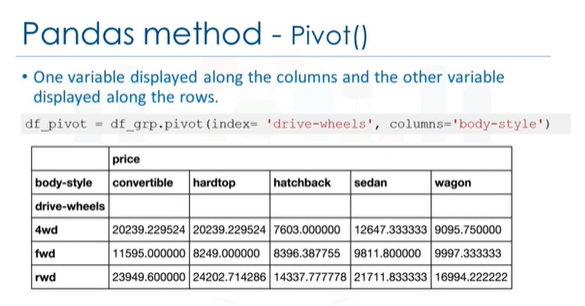 Pandas method - Pivot()
• One variable displayed along the columns and the other variable
displayed along the rows.
df_pivot = df_grp.pivot(index= 'drive-wheels', columns='body-style')
price
body-style convertible hardtop hatchback sedan wagon
drive-wheels
4wd 20239.229524 20239.229524 7603.000000 12647.333333 9095.750000
fwd 11595.000000 8249.000000 8396.387755 9811.800000 9997.333333
rwd 23949.600000 24202.714286 14337.777778 21711.833333 16994.222222